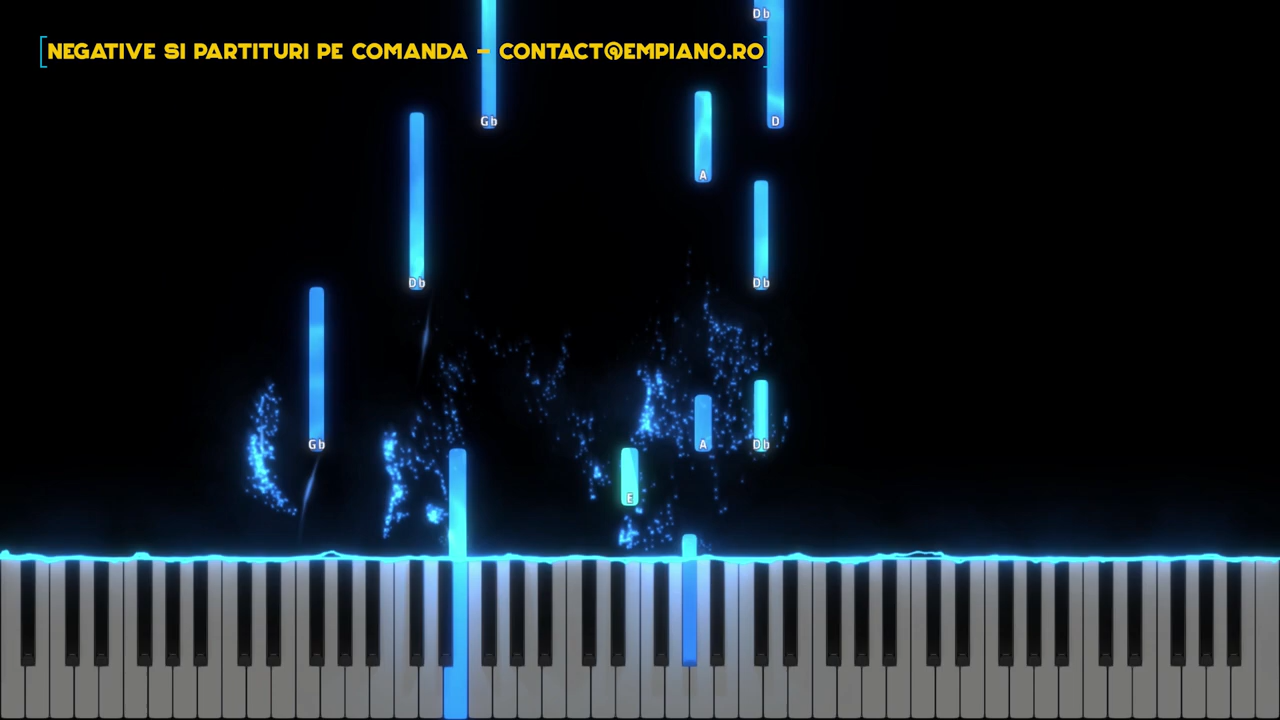 Db
[NEGATIVE SI PARTITURI PE COMANDA - CONTACT@EMPIANO.RO]
Gb D
A
Db Db
Gb A Db
E